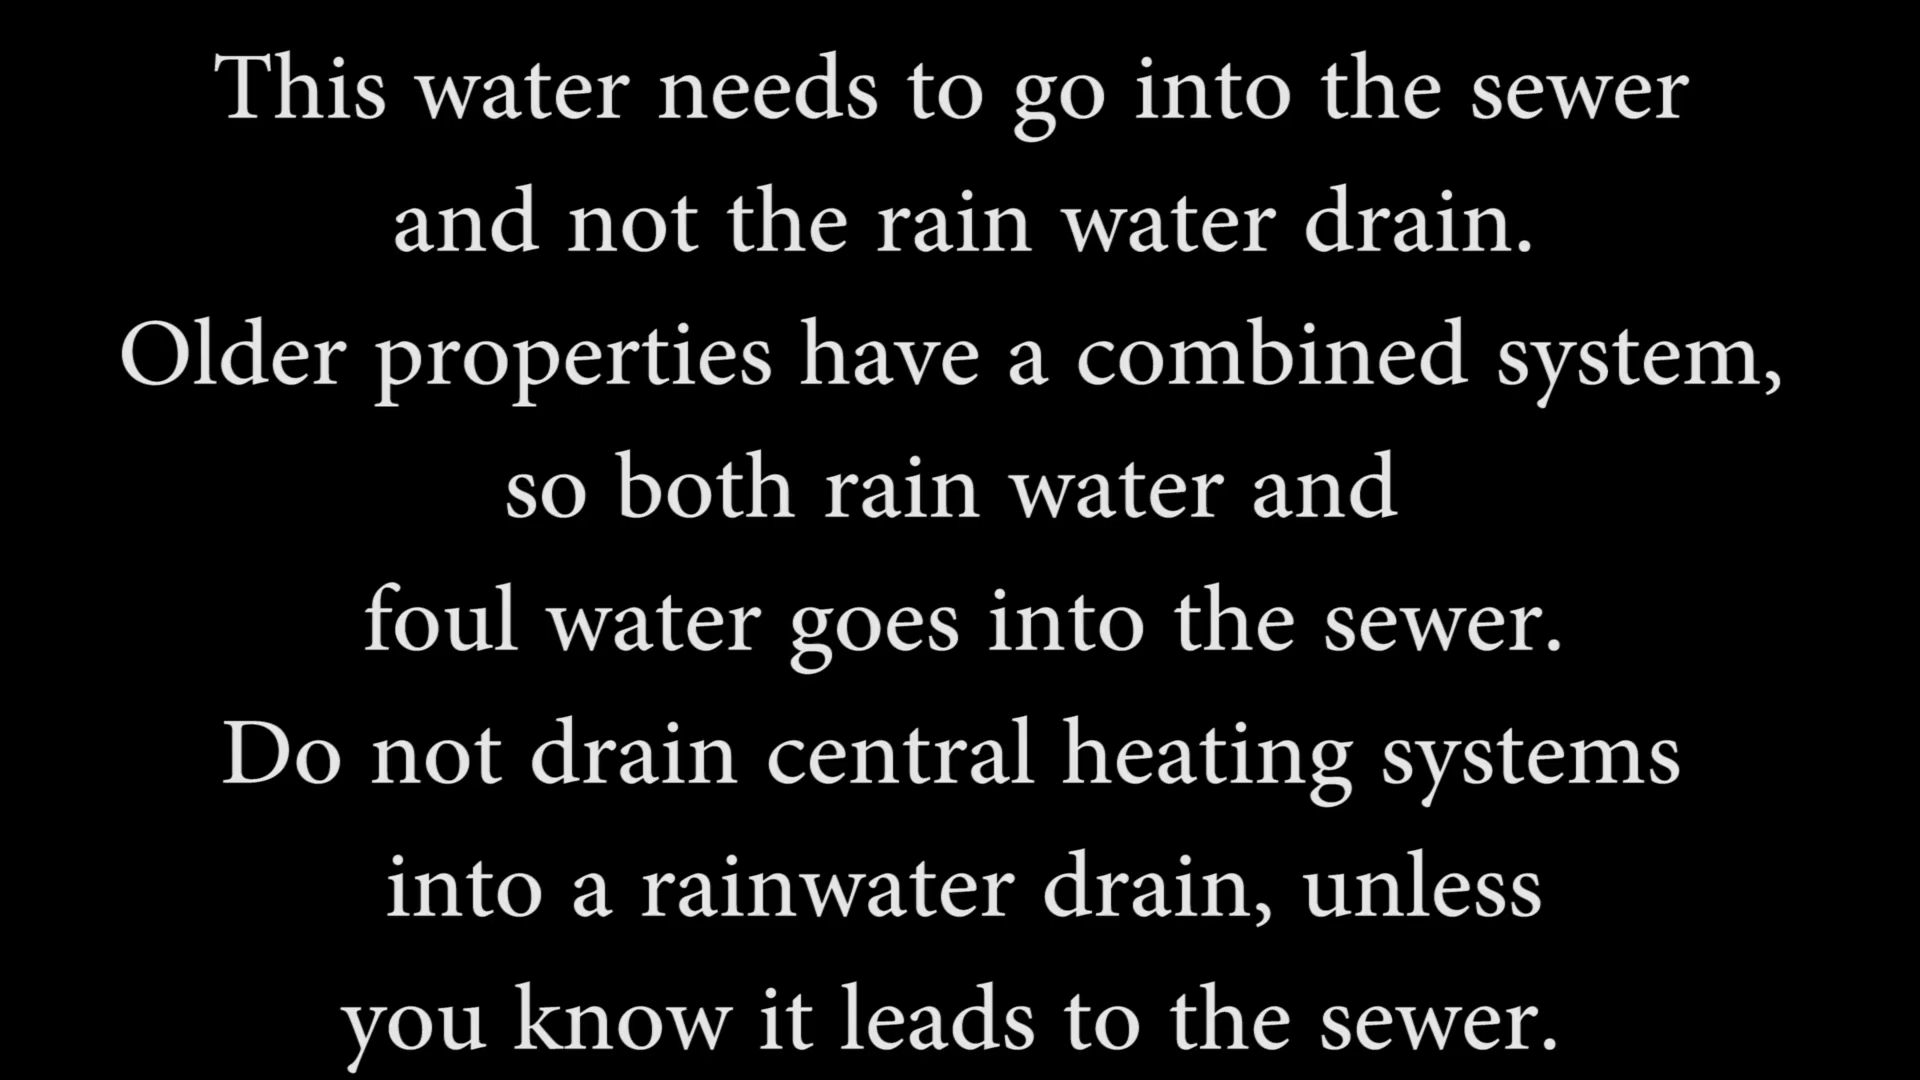 This water needs to go into the sewer
and not the rain water drain.
Older properties have a combined system,
so both rain water and
foul water goes into the sewer.
Do not drain central heating systems
into a rainwater drain, unless
you know it leads to the sewer.